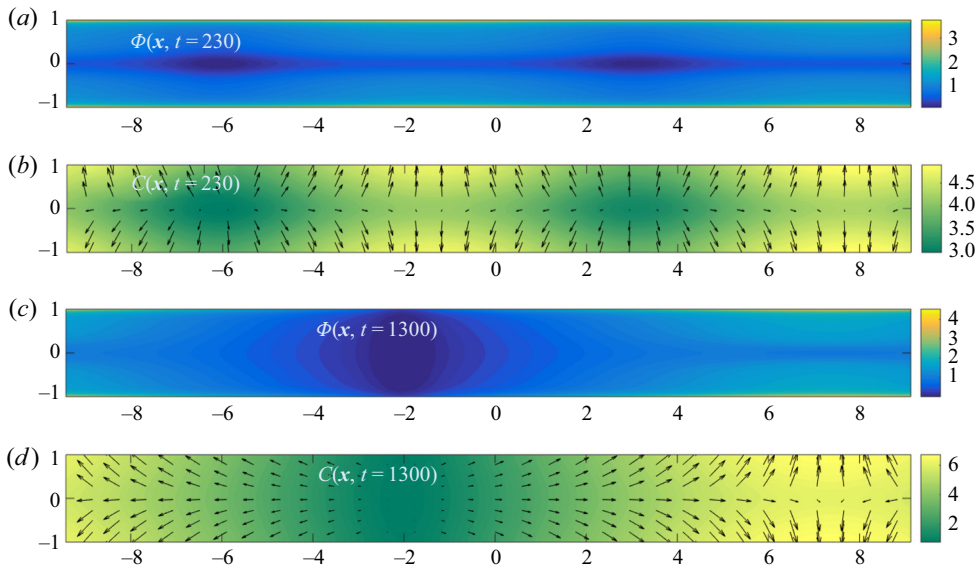 (a)
1
0
–1
Φ(x, t = 230)
3
2
1
–8 –6 –4 –2 0 2 4 6 8
(b)
1
0
–1
C(x, t = 230)
4.5
4.0
3.5
3.0
–8 –6 –4 –2 0 2 4 6 8
(c)
1
0
–1
Φ(x, t = 1300)
4
3
2
1
–8 –6 –4 –2 0 2 4 6 8
(d)
1
0
–1
C(x, t = 1300)
6
4
2
–8 –6 –4 –2 0 2 4 6 8